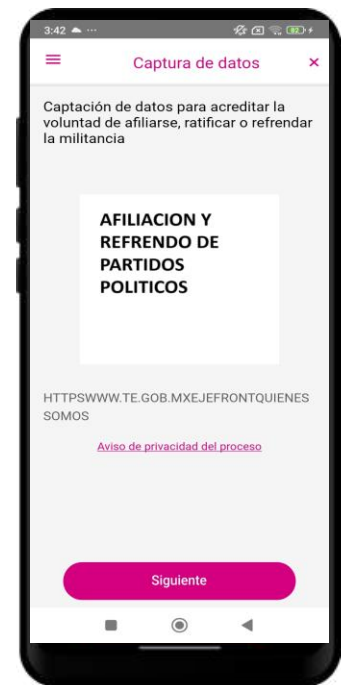 3:42
Captura de datos
Captación de datos para acreditar la
voluntad de afiliarse, ratificar o refrendar
la militancia
AFILIACION Y
REFRENDO DE
PARTIDOS
POLITICOS
HTTPSWWW.TE.GOB.MXEJEFRONTQUIENES
SOMOS
Aviso de privacidad del proceso
Siguiente